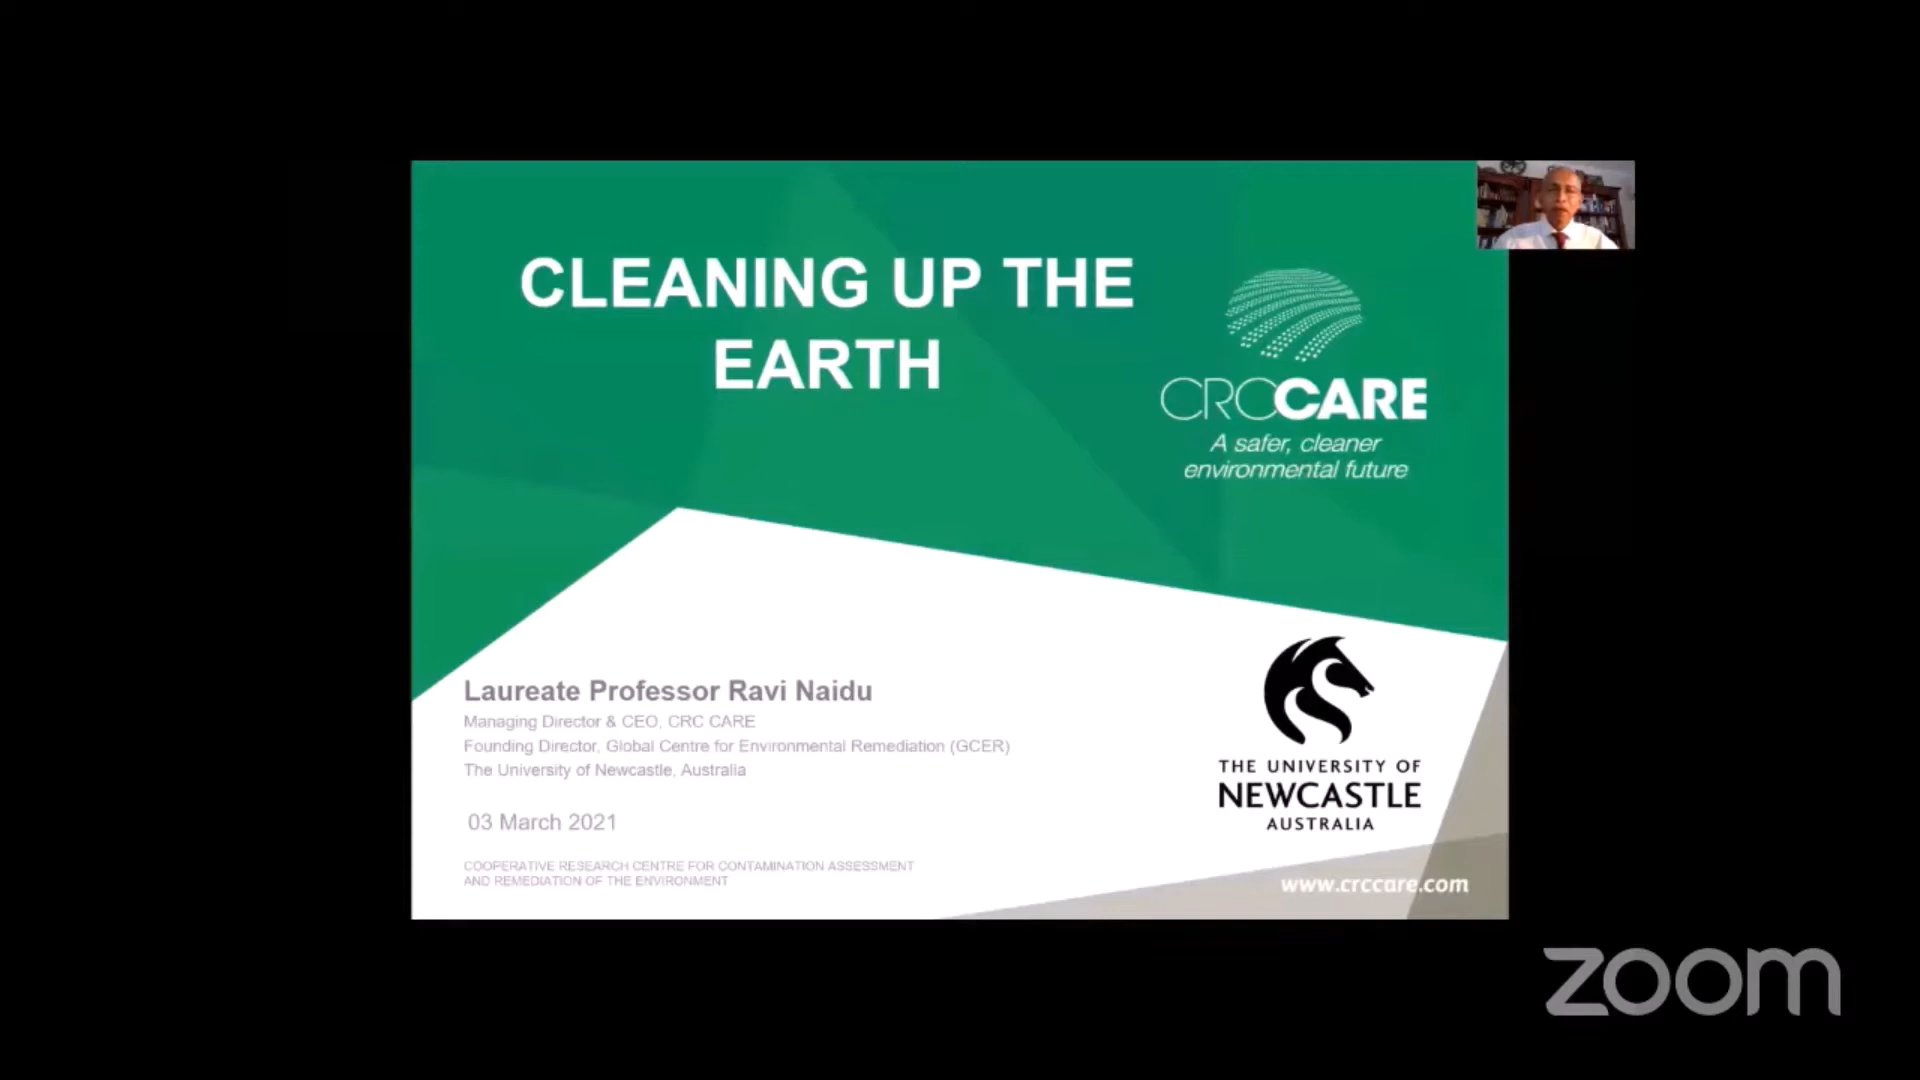 CLEANING UP THE
EARTH
CRCCARE
A safer, cleaner
environmental future
Laureate Professor Ravi Naidu
Managing Director & CEO, CRC CARE
Founding Director, Global Centre for Environmental Remediation (GCER)
The University of Newcastle, Australia
03 March 2021
COOPERATIVE RESEARCH CENTRE FOR CONTAMINATION ASSESSMENT
AND REMEDIATION OF THE ENVIRONMENT
THE UNIVERSITY OF
NEWCASTLE
AUSTRALIA
www.crccare.com
zoom